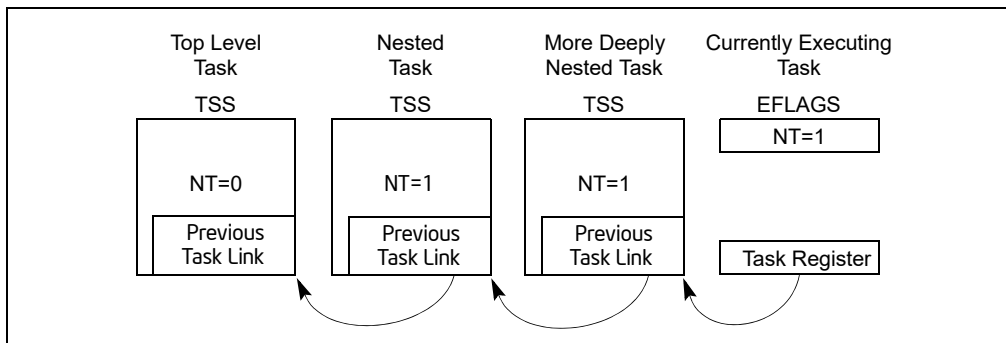 Top Level
Task
Nested
Task
More Deeply
Nested Task
Currently Executing
Task
TSS
TSS
TSS
EFLAGS
NT=1
NT=0
NT=1
NT=1
Previous
Task Link
Previous
Task Link
Previous
Task Link
Task Register